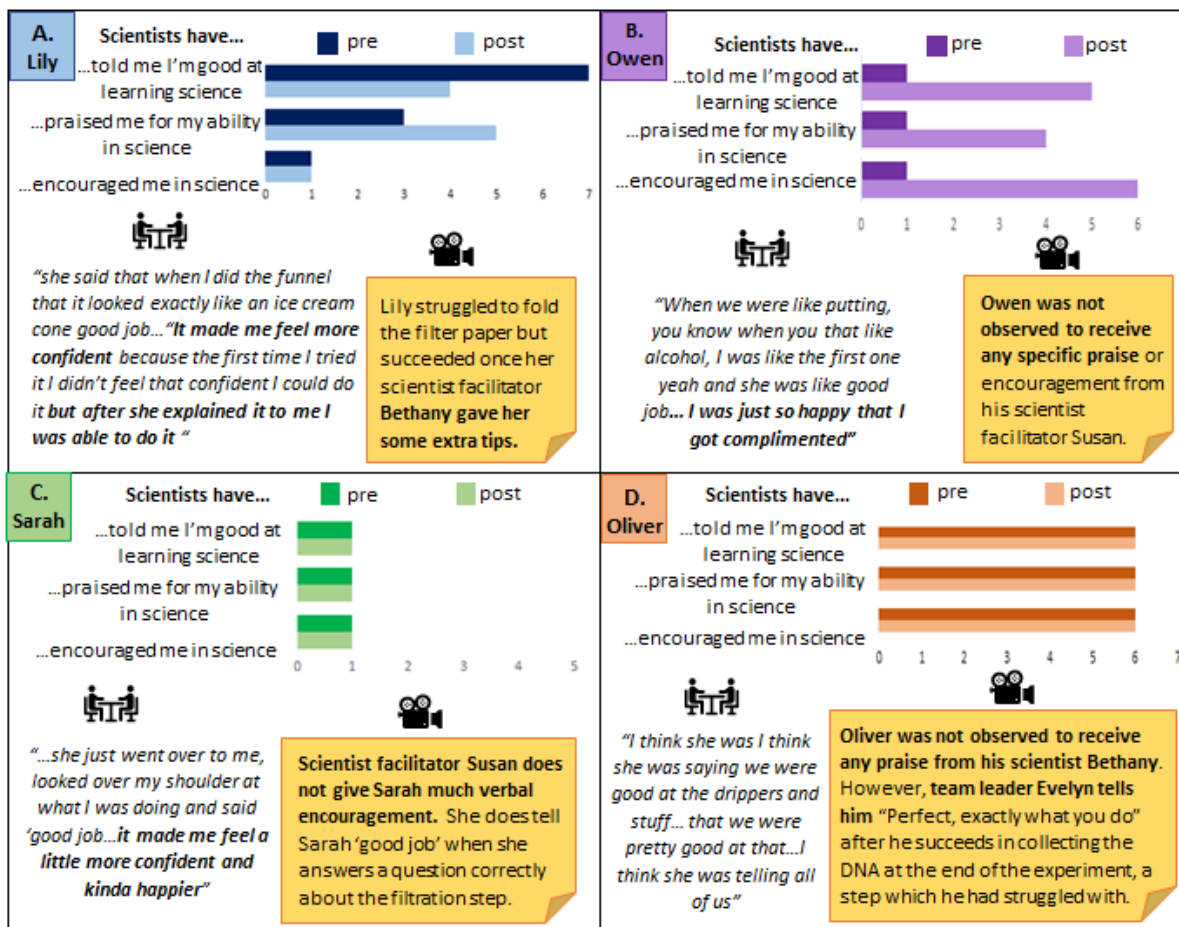 A.
Lily
Scientists have...
pre
post
...told me I'm good at
learning science
...praised me for my ability
in science
...encouraged me in science
0 1 2 3 4 5 6 7
“she said that when I did the funnel
that it looked exactly like an ice cream
cone good job...“It made me feel more
confident because the first time I tried
it I didn't feel that confident I could do
it but after she explained it to me I
was able to do it “
Lily struggled to fold
the filter paper but
succeeded once her
scientist facilitator
Bethany gave her
some extra tips.
B.
Owen
Scientists have...
pre
post
...told me I'm good at
learning science
...praised me for my ability
in science
...encouraged me in science
0 1 2 3 4 5 6
“When we were like putting,
you know when you that like
alcohol, I was like the first one
yeah and she was like good
job... I was just so happy that I
got complimented”
Owen was not
observed to receive
any specific praise or
encouragement from
his scientist
facilitator Susan.
C.
Sarah
Scientists have...
pre
post
...told me I'm good at
learning science
...praised me for my ability
in science
...encouraged me in science
0 1 2 3 4 5
“...she just went over to me,
looked over my shoulder at
what I was doing and said
‘good job...it made me feel a
little more confident and
kinda happier”
Scientist facilitator Susan does
not give Sarah much verbal
encouragement. She does tell
Sarah ‘good job’ when she
answers a question correctly
about the filtration step.
D.
Oliver
Scientists have...
pre
post
...told me I'm good at
learning science
...praised me for my ability
in science
...encouraged me in science
0 1 2 3 4 5 6 7
“I think she was I think
she was saying we were
good at the drippers and
stuff... that we were
pretty good at that...I
think she was telling all
of us”
Oliver was not observed to receive
any praise from his scientist Bethany.
However, team leader Evelyn tells
him “Perfect, exactly what you do”
after he succeeds in collecting the
DNA at the end of the experiment, a
step which he had struggled with.